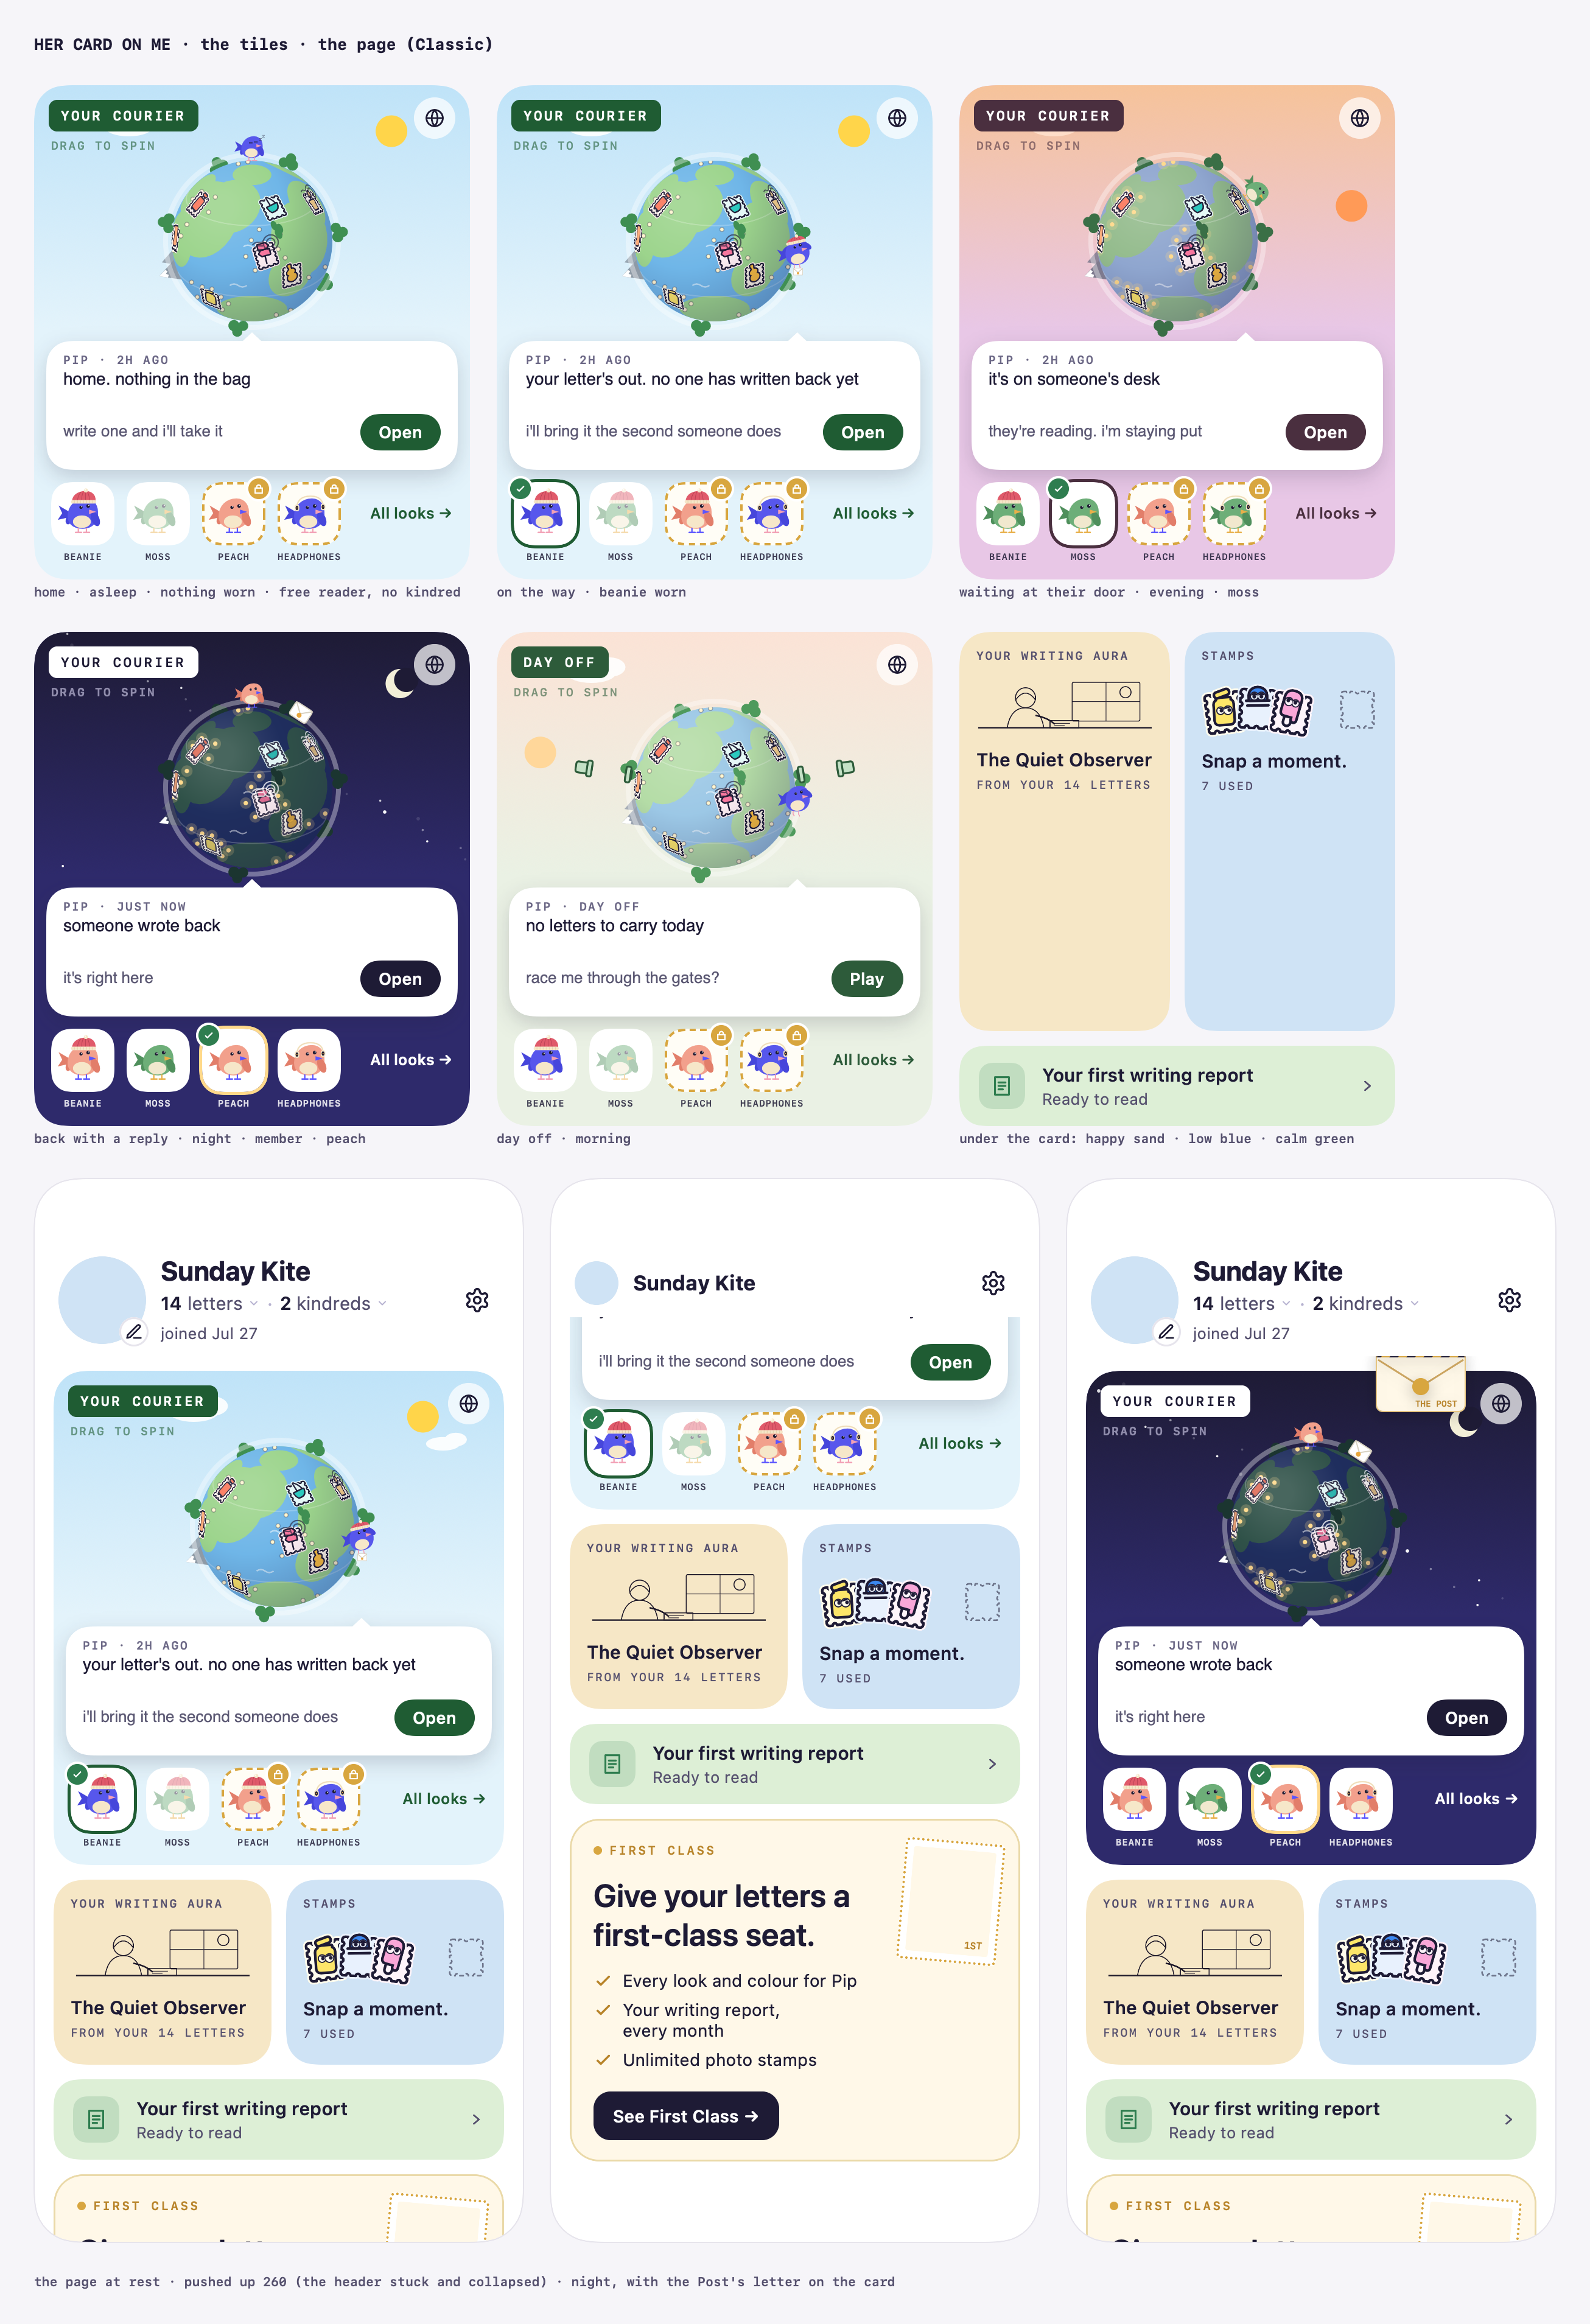 HER CARD ON ME · the tiles · the page (Classic)
YOUR COURIER
DRAG TO SPIN
PIP · 2H AGO
home. nothing in the bag
write one and i'll take it
Open
BEANIE
MOSS
PEACH
HEADPHONES
All looks →
home · asleep · nothing worn · free reader, no kindred
YOUR COURIER
DRAG TO SPIN
PIP · 2H AGO
your letter's out. no one has written back yet
i'll bring it the second someone does
Open
BEANIE
MOSS
PEACH
HEADPHONES
All looks →
on the way · beanie worn
YOUR COURIER
DRAG TO SPIN
PIP · 2H AGO
it's on someone's desk
they're reading. i'm staying put
Open
BEANIE
MOSS
PEACH
HEADPHONES
All looks →
waiting at their door · evening · moss
YOUR COURIER
DRAG TO SPIN
PIP · JUST NOW
someone wrote back
it's right here
Open
BEANIE
MOSS
PEACH
HEADPHONES
All looks →
back with a reply · night · member · peach
DAY OFF
DRAG TO SPIN
PIP · DAY OFF
no letters to carry today
race me through the gates?
Play
BEANIE
MOSS
PEACH
HEADPHONES
All looks →
day off · morning
YOUR WRITING AURA
The Quiet Observer
FROM YOUR 14 LETTERS
STAMPS
Snap a moment.
7 USED
Your first writing report
Ready to read
under the card: happy sand · low blue · calm green
Sunday Kite
14 letters · 2 kindreds
joined Jul 27
YOUR COURIER
DRAG TO SPIN
PIP · 2H AGO
your letter's out. no one has written back yet
i'll bring it the second someone does
Open
BEANIE
MOSS
PEACH
HEADPHONES
All looks →
YOUR WRITING AURA
The Quiet Observer
FROM YOUR 14 LETTERS
STAMPS
Snap a moment.
7 USED
Your first writing report
Ready to read
FIRST CLASS
Sunday Kite
i'll bring it the second someone does
Open
BEANIE
MOSS
PEACH
HEADPHONES
All looks →
YOUR WRITING AURA
The Quiet Observer
FROM YOUR 14 LETTERS
STAMPS
Snap a moment.
7 USED
Your first writing report
Ready to read
FIRST CLASS
Give your letters a
first-class seat.
1ST
Every look and colour for Pip
Your writing report,
every month
Unlimited photo stamps
See First Class →
Sunday Kite
14 letters · 2 kindreds
joined Jul 27
THE POST
YOUR COURIER
DRAG TO SPIN
PIP · JUST NOW
someone wrote back
it's right here
Open
BEANIE
MOSS
PEACH
HEADPHONES
All looks →
YOUR WRITING AURA
The Quiet Observer
FROM YOUR 14 LETTERS
STAMPS
Snap a moment.
7 USED
Your first writing report
Ready to read
FIRST CLASS
the page at rest · pushed up 260 (the header stuck and collapsed) · night, with the Post's letter on the card